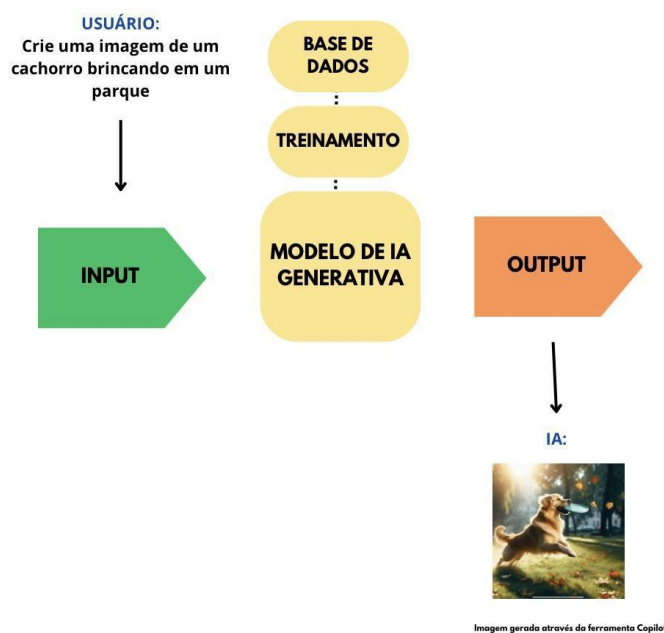 USUÁRIO:
Crie uma imagem de um
cachorro brincando em um
parque
BASE DE
DADOS
TREINAMENTO
INPUT
MODELO DE IA
GENERATIVA
OUTPUT
IA:
Imagem gerada através da ferramenta Copilo